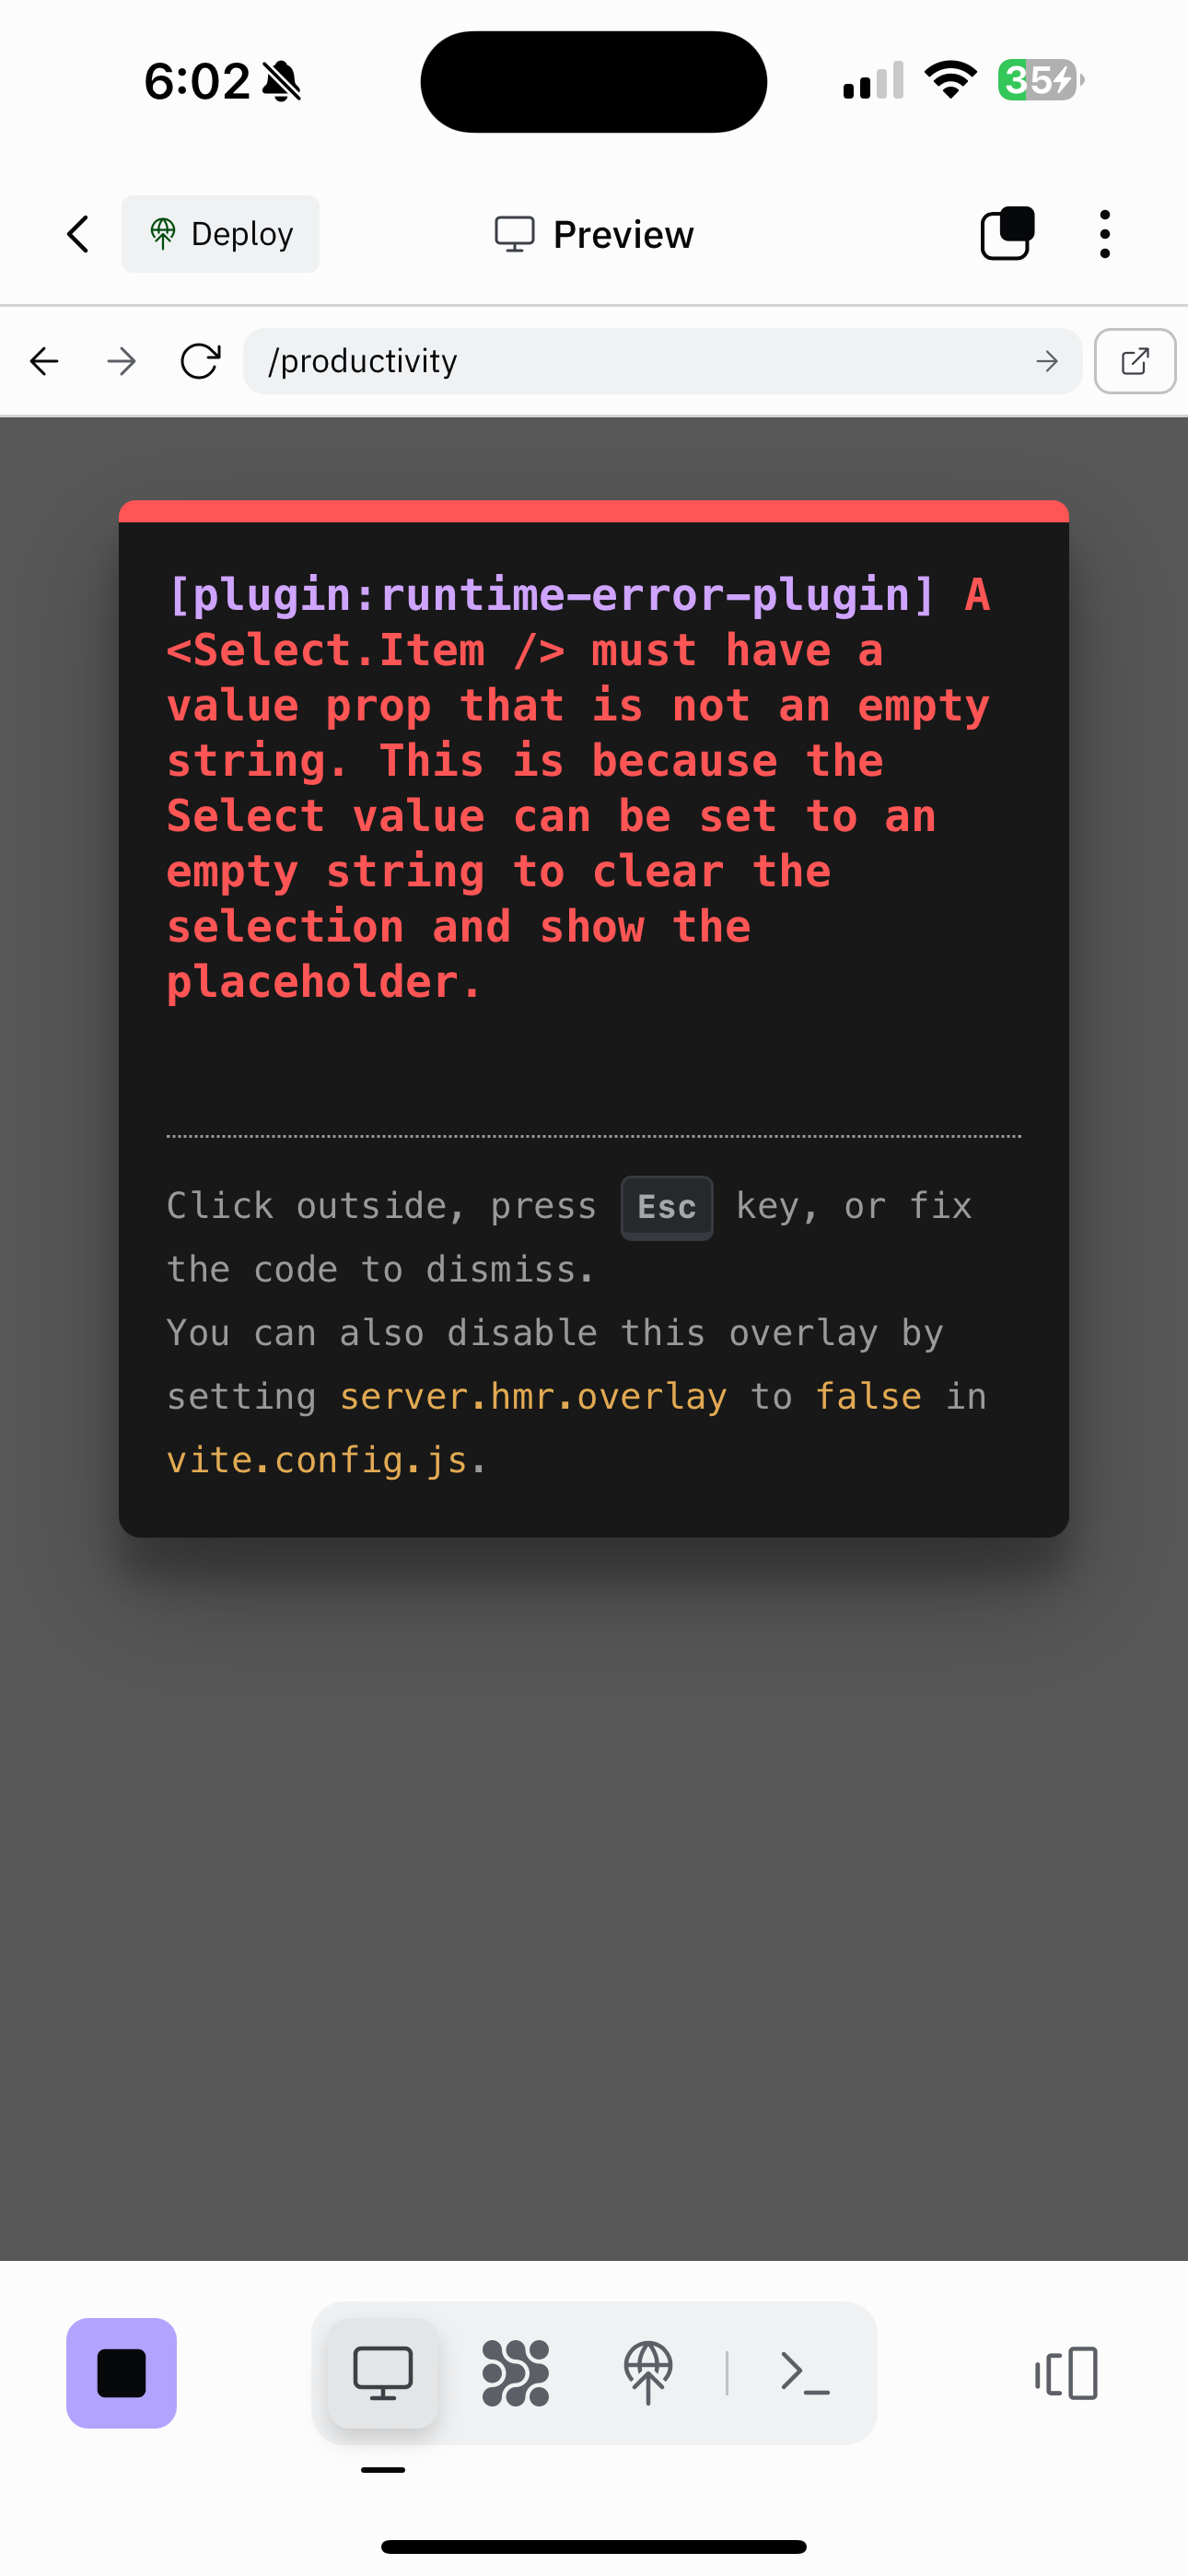 6:02
35
Deploy
Preview
/productivity
[plugin:runtime-error-plugin] A
<Select.Item /> must have a
value prop that is not an empty
string. This is because the
Select value can be set to an
empty string to clear the
selection and show the
placeholder.
Click outside, press Esc key, or fix
the code to dismiss.
You can also disable this overlay by
setting server.hmr.overlay to false in
vite.config.js.